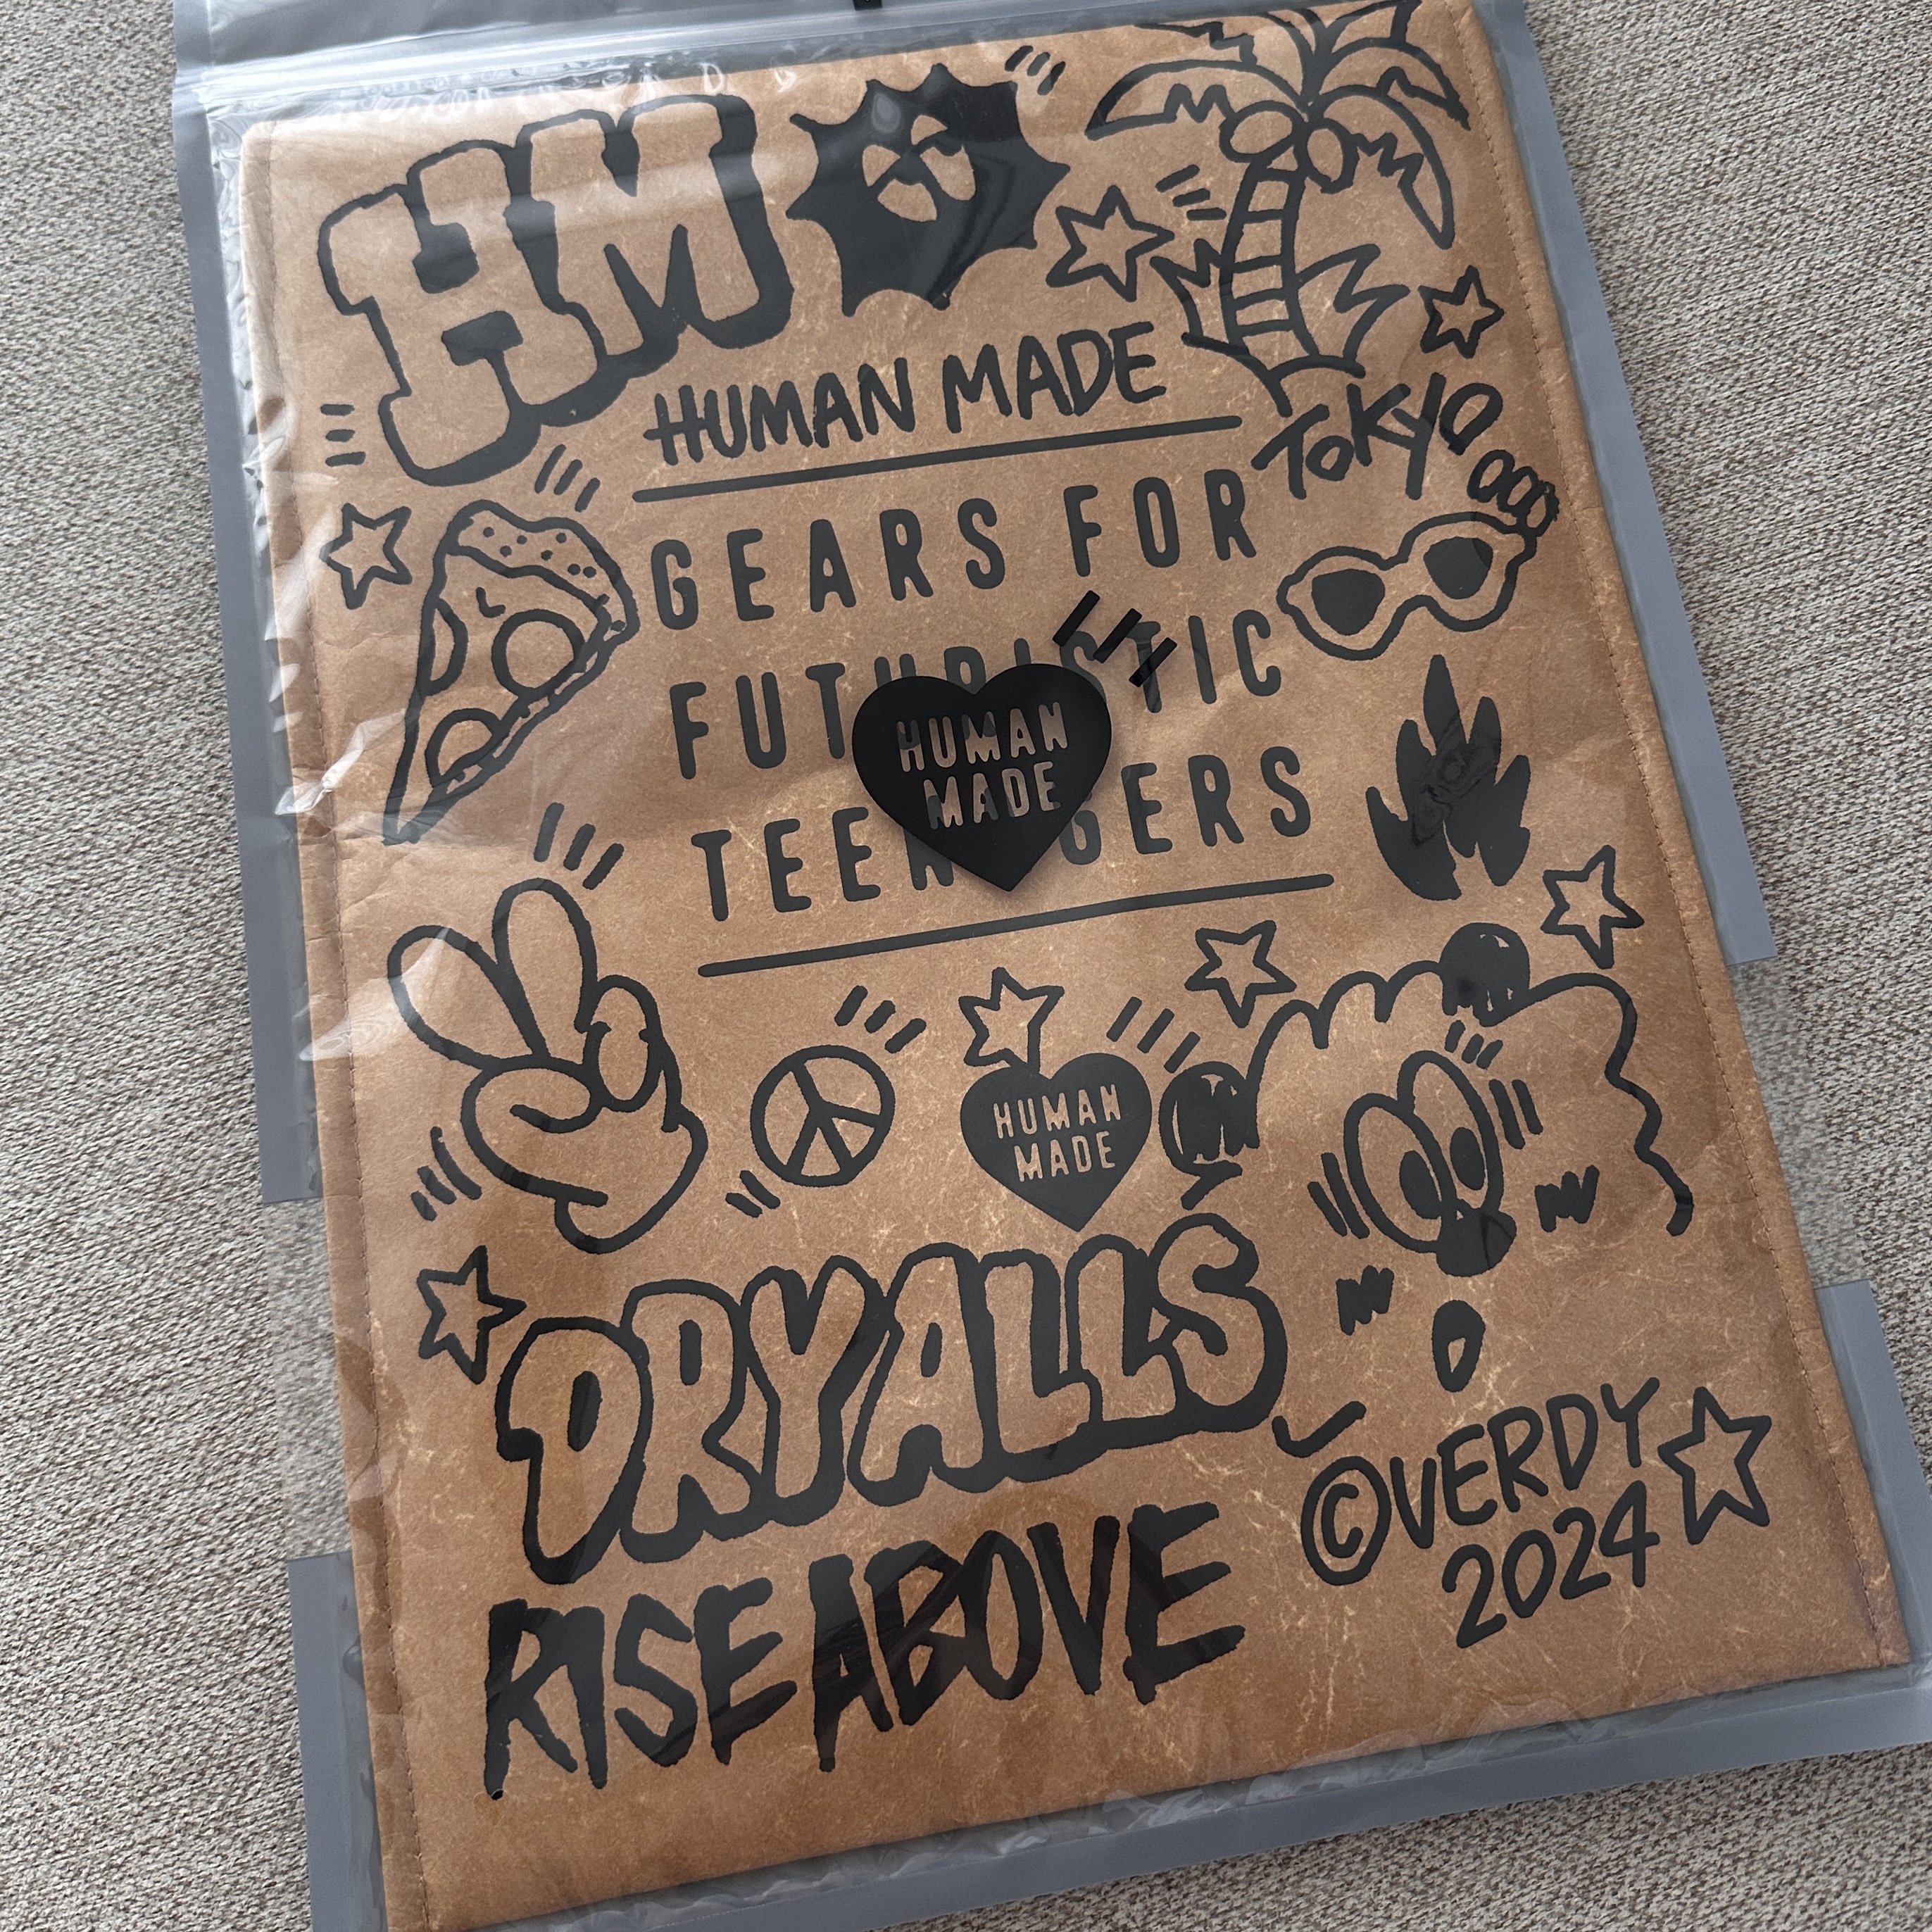 HM
HUMAN MADE
TOKYO
GEARS FOR
FUTURISTIC
TEENAGERS
HUMAN
MADE
HUMAN
MADE
DRYALLS
RISE ABOVE
©VERDY
2024